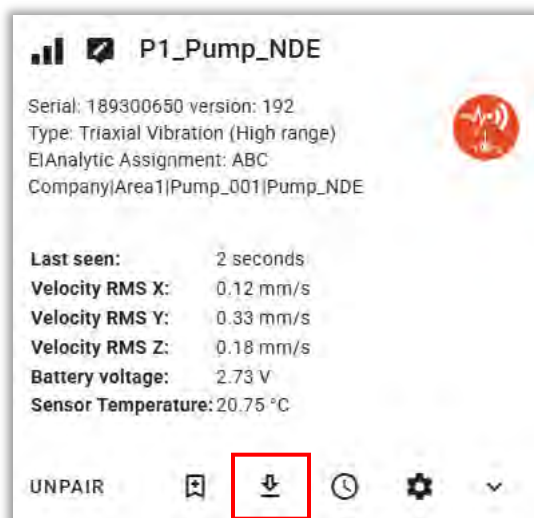 P1_Pump_NDE
Serial: 189300650 version: 192
Type: Triaxial Vibration (High range)
EIAnalytic Assignment: ABC
Company|Area1|Pump_001|Pump_NDE
Last seen: 2 seconds
Velocity RMS X: 0.12 mm/s
Velocity RMS Y: 0.33 mm/s
Velocity RMS Z: 0.18 mm/s
Battery voltage: 2.73 V
Sensor Temperature: 20.75 °C
UNPAIR